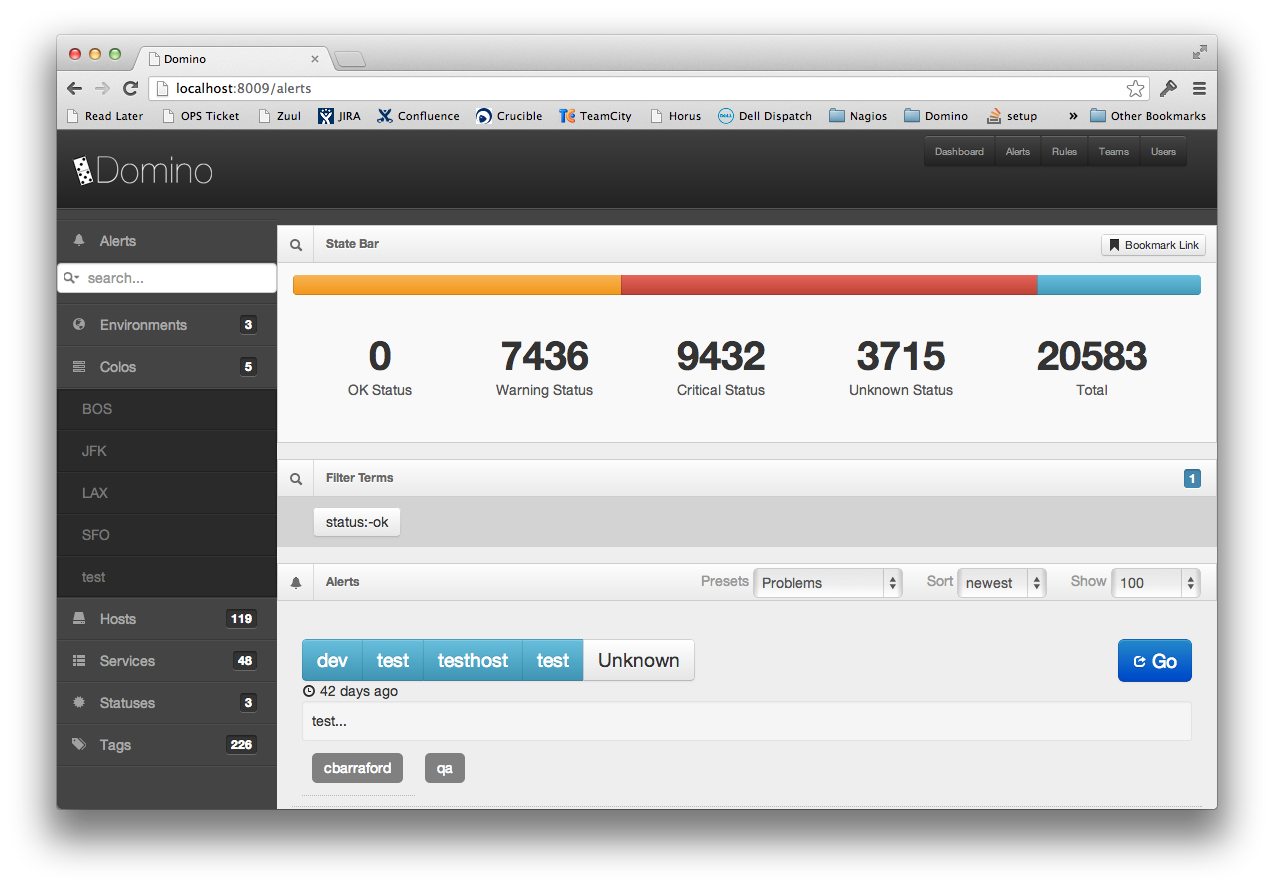 Domino
localhost:8009/alerts
Read Later OPS Ticket Zuul JIRA Confluence Crucible TeamCity Horus Dell Dispatch Nagios Domino setup » Other Bookmarks
Domino
Dashboard Alerts Rules Teams Users
Alerts
search...
Environments 3
Colos 5
BOS
JFK
LAX
SFO
test
Hosts 119
Services 48
Statuses 3
Tags 226
State Bar Bookmark Link
0 7436 9432 3715 20583
OK Status Warning Status Critical Status Unknown Status Total
Filter Terms 1
status:-ok
Alerts Presets Problems Sort newest Show 100
dev test testhost test Unknown Go
42 days ago
test...
cbarraford qa